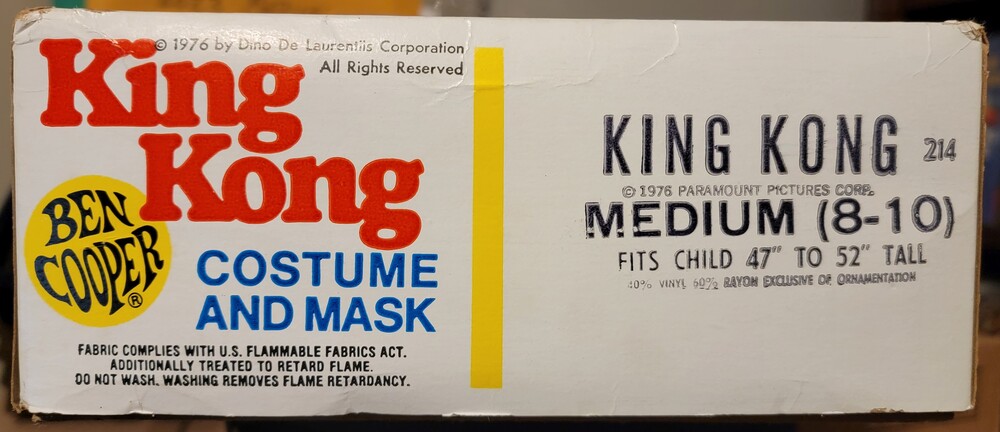 © 1976 by Dino De Laurentiis Corporation
All Rights Reserved
King
Kong
BEN
COOPER®
COSTUME
AND MASK
FABRIC COMPLIES WITH U.S. FLAMMABLE FABRICS ACT.
ADDITIONALLY TREATED TO RETARD FLAME.
DO NOT WASH. WASHING REMOVES FLAME RETARDANCY.
KING KONG 214
© 1976 PARAMOUNT PICTURES CORP.
MEDIUM (8-10)
FITS CHILD 47" TO 52" TALL
40% VINYL 60% RAYON EXCLUSIVE OF ORNAMENTATION